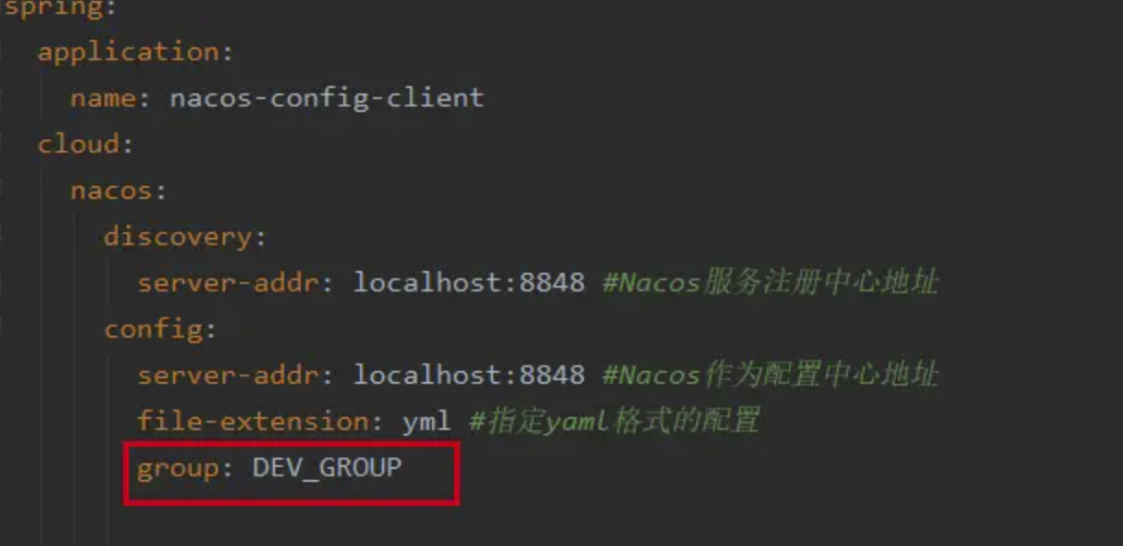 spring:
application:
name: nacos-config-client
cloud:
nacos:
discovery:
server-addr: localhost:8848 #Nacos服务注册中心地址
config:
server-addr: localhost:8848 #Nacos作为配置中心地址
file-extension: yml #指定yaml格式的配置
group: DEV_GROUP